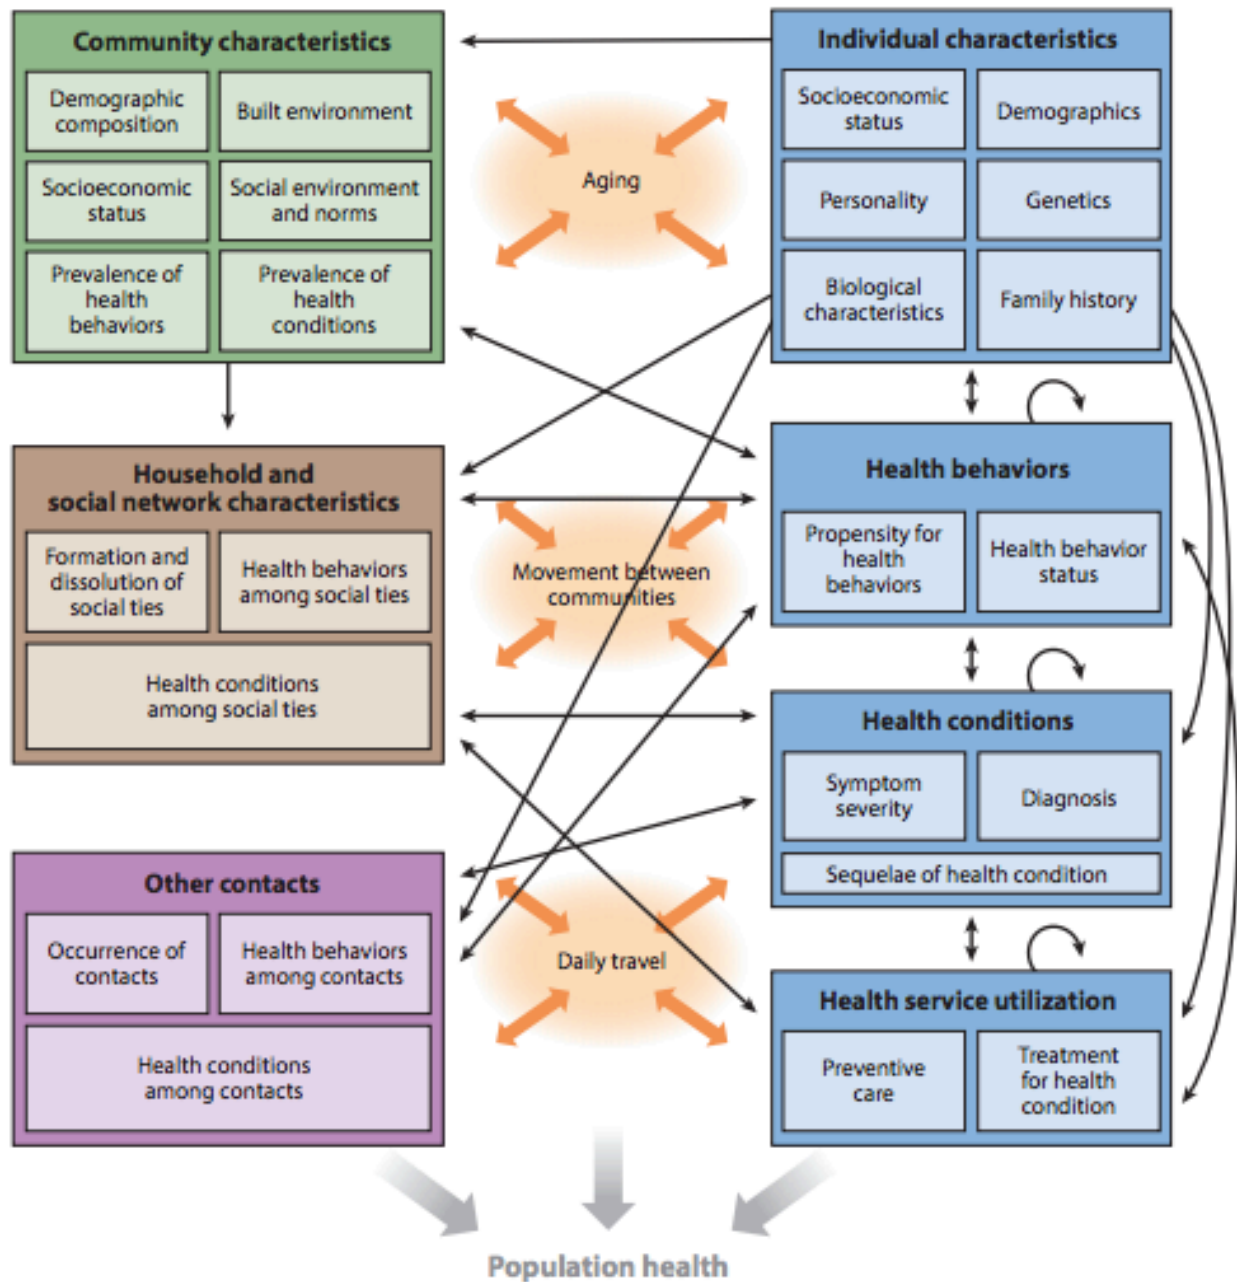 Community characteristics
Demographic
composition
Built environment
Socioeconomic
status
Social environment
and norms
Prevalence of
health
behaviors
Prevalence of
health
conditions
Individual characteristics
Socioeconomic
status
Demographics
Personality
Genetics
Biological
characteristics
Family history
Aging
Household and
social network characteristics
Formation and
dissolution of
social ties
Health behaviors
among social ties
Health conditions
among social ties
Movement between
communities
Health behaviors
Propensity for
health
behaviors
Health behavior
status
Health conditions
Symptom
severity
Diagnosis
Sequelae of health condition
Other contacts
Occurrence of
contacts
Health behaviors
among contacts
Health conditions
among contacts
Daily travel
Health service utilization
Preventive
care
Treatment
for health
condition
Population health